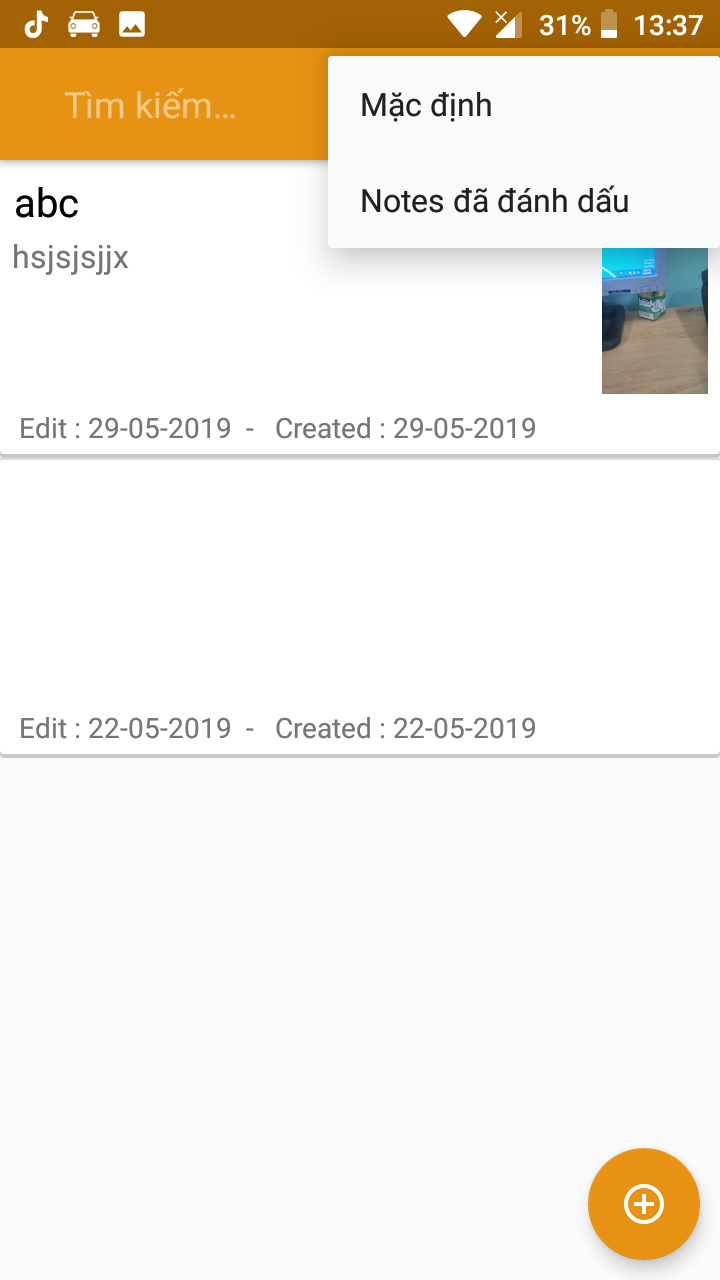 31% 13:37
Tìm kiếm...
Mặc định
Notes đã đánh dấu
abc
hsjsjsjjx
Edit : 29-05-2019 - Created : 29-05-2019
Edit : 22-05-2019 - Created : 22-05-2019